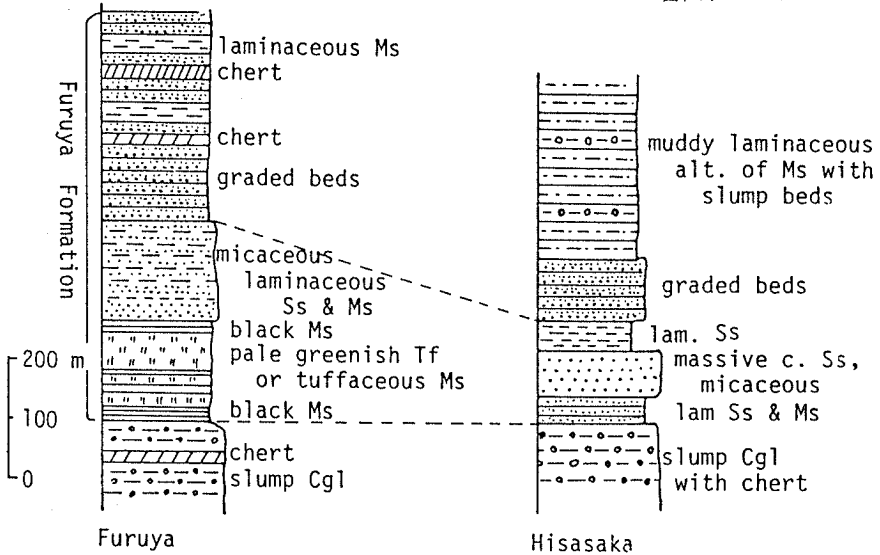 laminaceous Ms
chert
chert
graded beds
micaceous
laminaceous
Ss & Ms
black Ms
pale greenish Tf
or tuffaceous Ms
black Ms
chert
slump Cgl
Furuya Formation
200 m
100
0
Furuya
muddy laminaceous
alt. of Ms with
slump beds
graded beds
lam. Ss
massive c. Ss,
micaceous
lam Ss & Ms
slump Cgl
with chert
Hisasaka